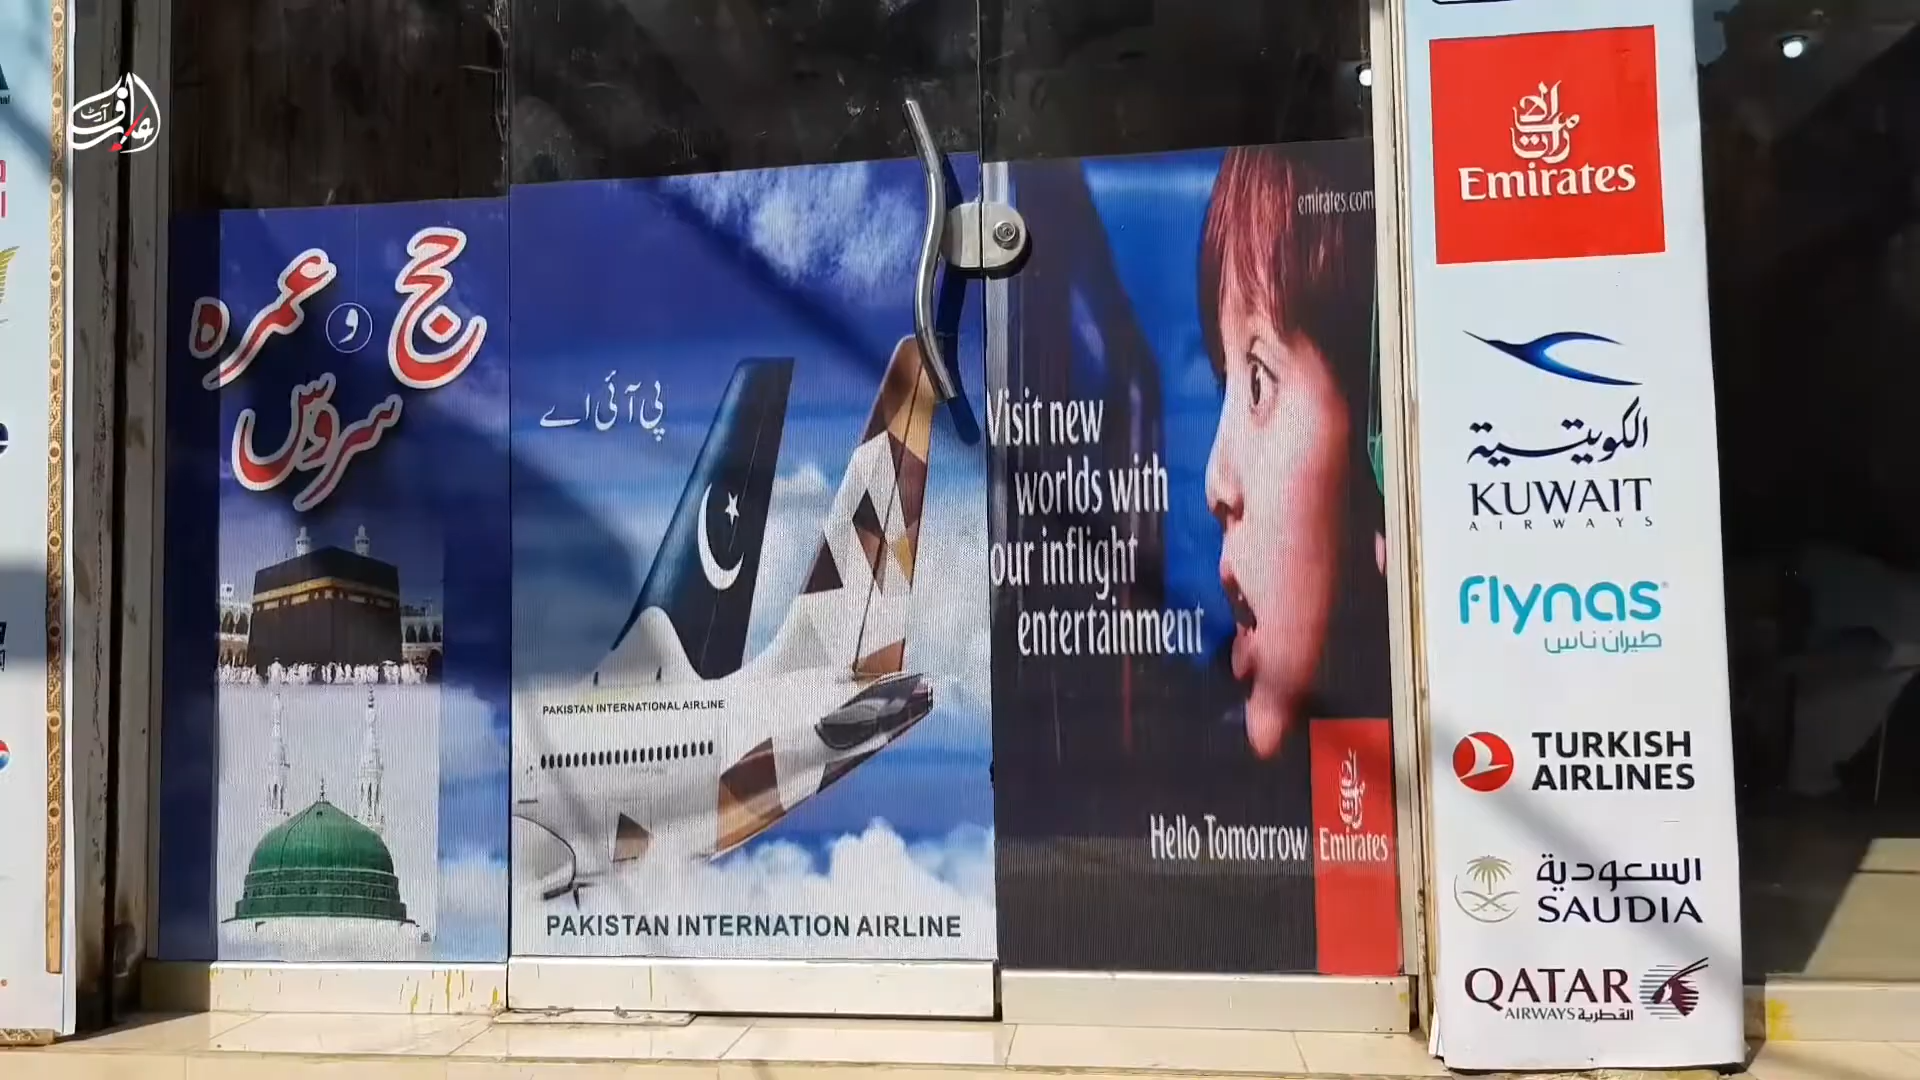 حج و عمرہ
سروس
پی آئی اے
PAKISTAN INTERNATIONAL AIRLINE
PAKISTAN INTERNATION AIRLINE
emirates.com
Visit new
worlds with
our inflight
entertainment
Hello Tomorrow
Emirates
Emirates
الكويتية
KUWAIT
AIRWAYS
flynas
طيران ناس
TURKISH
AIRLINES
السعودية
SAUDIA
QATAR
AIRWAYS القطرية